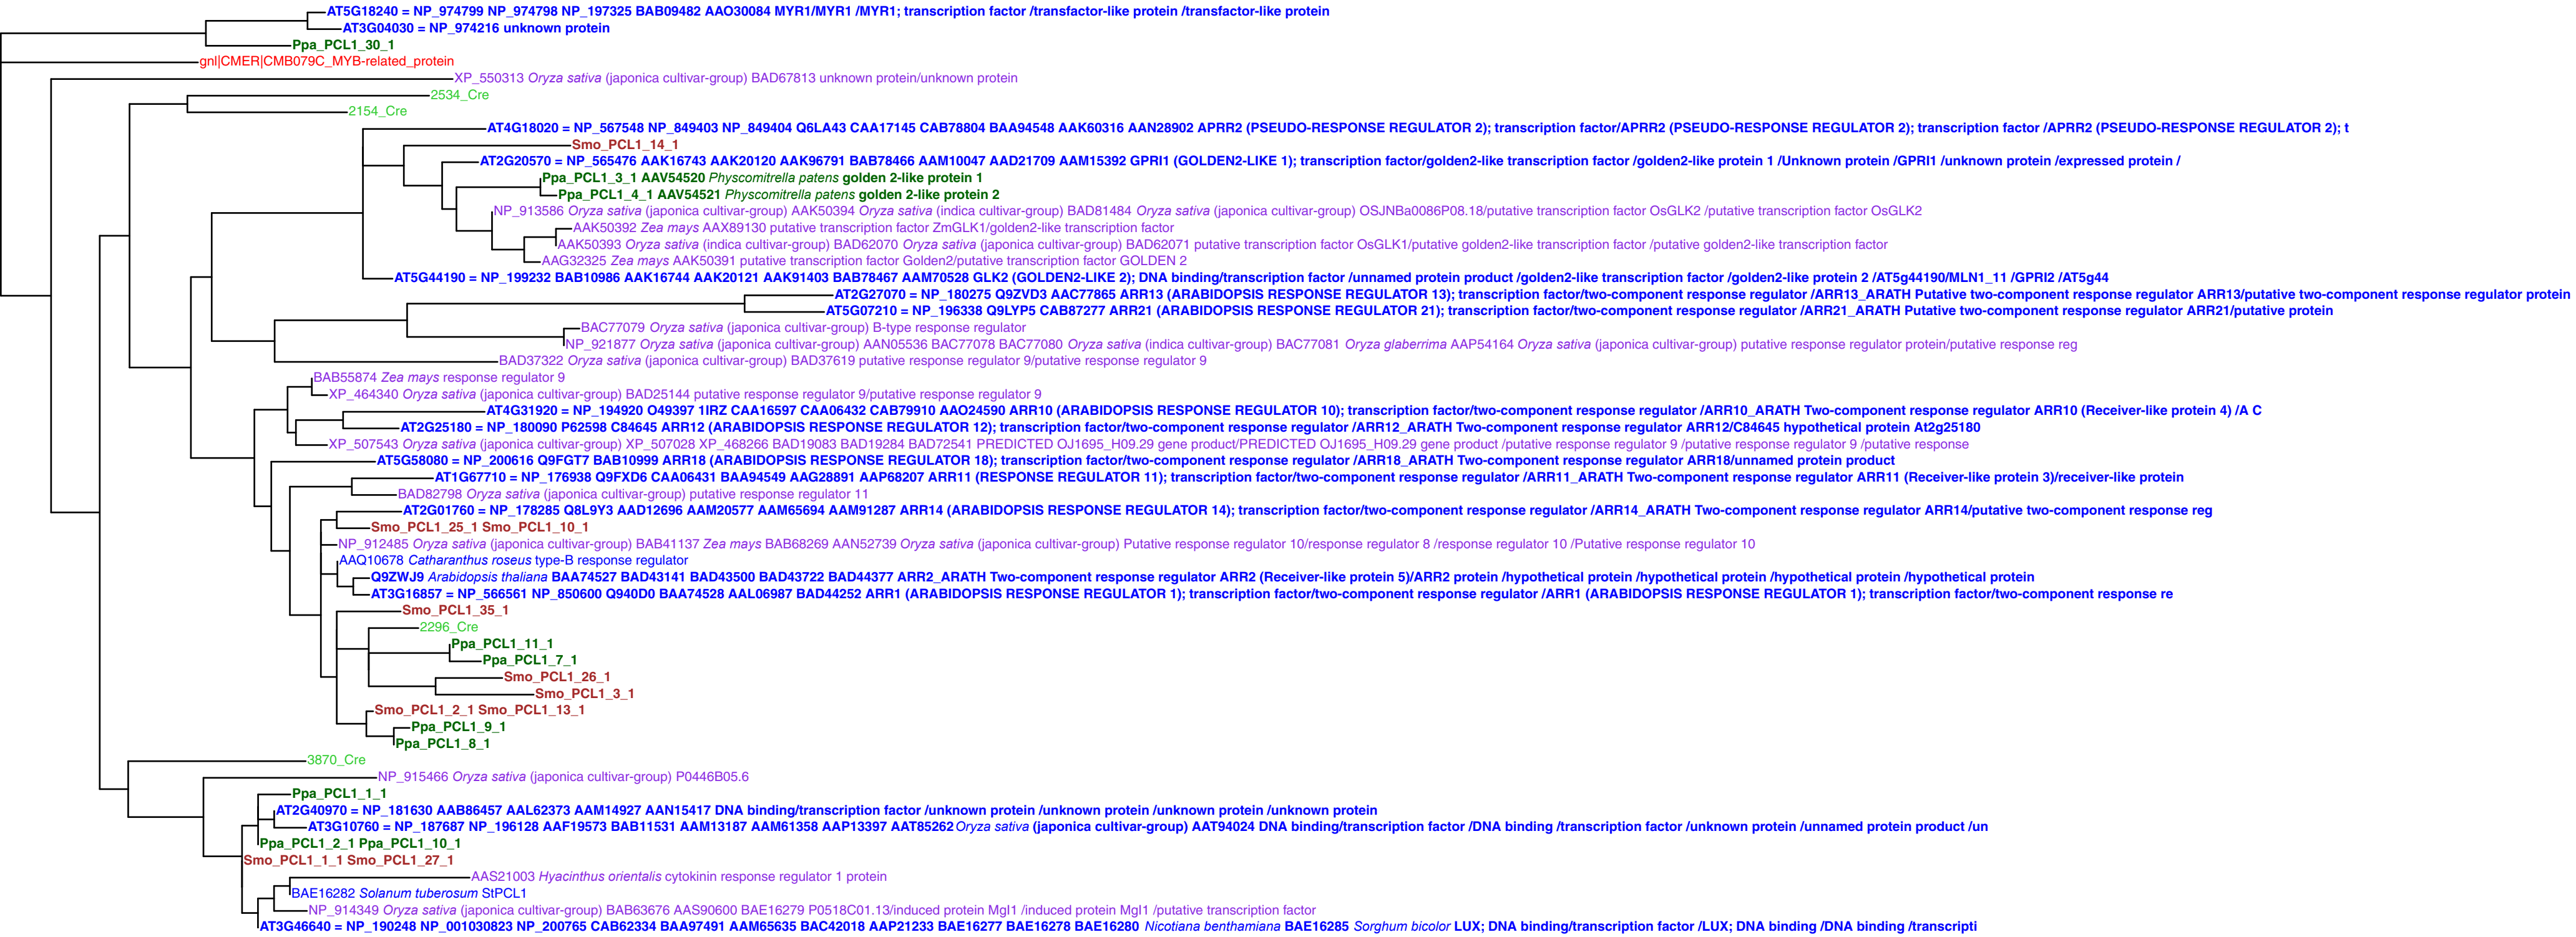 AT5G18240 = NP_974799 NP_974798 NP_197325 BAB09482 AAO30084 MYR1/MYR1 /MYR1; transcription factor /transfactor-like protein /transfactor-like protein
AT3G04030 = NP_974216 unknown protein
Ppa_PCL1_30_1
gnl|CMER|CMB079C_MYB-related_protein
XP_550313 Oryza sativa (japonica cultivar-group) BAD67813 unknown protein/unknown protein
2534_Cre
2154_Cre
AT4G18020 = NP_567548 NP_849403 NP_849404 Q6LA43 CAA17145 CAB78804 BAA94548 AAK60316 AAN28902 APRR2 (PSEUDO-RESPONSE REGULATOR 2); transcription factor/APRR2 (PSEUDO-RESPONSE REGULATOR 2); transcription factor /APRR2 (PSEUDO-RESPONSE REGULATOR 2); t
Smo_PCL1_14_1
AT2G20570 = NP_565476 AAK16743 AAK20120 AAK96791 BAB78466 AAM10047 AAD21709 AAM15392 GPRI1 (GOLDEN2-LIKE 1); transcription factor/golden2-like transcription factor /golden2-like protein 1 /Unknown protein /GPRI1 /unknown protein /expressed protein /
Ppa_PCL1_3_1 AAV54520 Physcomitrella patens golden 2-like protein 1
Ppa_PCL1_4_1 AAV54521 Physcomitrella patens golden 2-like protein 2
NP_913586 Oryza sativa (japonica cultivar-group) AAK50394 Oryza sativa (indica cultivar-group) BAD81484 Oryza sativa (japonica cultivar-group) OSJNBa0086P08.18/putative transcription factor OsGLK2 /putative transcription factor OsGLK2
AAK50392 Zea mays AAX89130 putative transcription factor ZmGLK1/golden2-like transcription factor
AAK50393 Oryza sativa (indica cultivar-group) BAD62070 Oryza sativa (japonica cultivar-group) BAD62071 putative transcription factor OsGLK1/putative golden2-like transcription factor /putative golden2-like transcription factor
AAG32325 Zea mays AAK50391 putative transcription factor Golden2/putative transcription factor GOLDEN 2
AT5G44190 = NP_199232 BAB10986 AAK16744 AAK20121 AAK91403 BAB78467 AAM70528 GLK2 (GOLDEN2-LIKE 2); DNA binding/transcription factor /unnamed protein product /golden2-like transcription factor /golden2-like protein 2 /AT5g44190/MLN1_11 /GPRI2 /AT5g44
AT2G27070 = NP_180275 Q9ZVD3 AAC77865 ARR13 (ARABIDOPSIS RESPONSE REGULATOR 13); transcription factor/two-component response regulator /ARR13_ARATH Putative two-component response regulator ARR13/putative two-component response regulator protein
AT5G07210 = NP_196338 Q9LYP5 CAB87277 ARR21 (ARABIDOPSIS RESPONSE REGULATOR 21); transcription factor/two-component response regulator /ARR21_ARATH Putative two-component response regulator ARR21/putative protein
BAC77079 Oryza sativa (japonica cultivar-group) B-type response regulator
NP_921877 Oryza sativa (japonica cultivar-group) AAN05536 BAC77078 BAC77080 Oryza sativa (indica cultivar-group) BAC77081 Oryza glaberrima AAP54164 Oryza sativa (japonica cultivar-group) putative response regulator protein/putative response reg
BAD37322 Oryza sativa (japonica cultivar-group) BAD37619 putative response regulator 9/putative response regulator 9
BAB55874 Zea mays response regulator 9
XP_464340 Oryza sativa (japonica cultivar-group) BAD25144 putative response regulator 9/putative response regulator 9
AT4G31920 = NP_194920 O49397 1IRZ CAA16597 CAA06432 CAB79910 AAO24590 ARR10 (ARABIDOPSIS RESPONSE REGULATOR 10); transcription factor/two-component response regulator /ARR10_ARATH Two-component response regulator ARR10 (Receiver-like protein 4) /A C
AT2G25180 = NP_180090 P62598 C84645 ARR12 (ARABIDOPSIS RESPONSE REGULATOR 12); transcription factor/two-component response regulator /ARR12_ARATH Two-component response regulator ARR12/C84645 hypothetical protein At2g25180
XP_507543 Oryza sativa (japonica cultivar-group) XP_507028 XP_468266 BAD19083 BAD19284 BAD72541 PREDICTED OJ1695_H09.29 gene product/PREDICTED OJ1695_H09.29 gene product /putative response regulator 9 /putative response regulator 9 /putative response
AT5G58080 = NP_200616 Q9FGT7 BAB10999 ARR18 (ARABIDOPSIS RESPONSE REGULATOR 18); transcription factor/two-component response regulator /ARR18_ARATH Two-component response regulator ARR18/unnamed protein product
AT1G67710 = NP_176938 Q9FXD6 CAA06431 BAA94549 AAG28891 AAP68207 ARR11 (RESPONSE REGULATOR 11); transcription factor/two-component response regulator /ARR11_ARATH Two-component response regulator ARR11 (Receiver-like protein 3)/receiver-like protein
BAD82798 Oryza sativa (japonica cultivar-group) putative response regulator 11
AT2G01760 = NP_178285 Q8L9Y3 AAD12696 AAM20577 AAM65694 AAM91287 ARR14 (ARABIDOPSIS RESPONSE REGULATOR 14); transcription factor/two-component response regulator /ARR14_ARATH Two-component response regulator ARR14/putative two-component response reg
Smo_PCL1_25_1 Smo_PCL1_10_1
NP_912485 Oryza sativa (japonica cultivar-group) BAB41137 Zea mays BAB68269 AAN52739 Oryza sativa (japonica cultivar-group) Putative response regulator 10/response regulator 8 /response regulator 10 /Putative response regulator 10
AAQ10678 Catharanthus roseus type-B response regulator
Q9ZWJ9 Arabidopsis thaliana BAA74527 BAD43141 BAD43500 BAD43722 BAD44377 ARR2_ARATH Two-component response regulator ARR2 (Receiver-like protein 5)/ARR2 protein /hypothetical protein /hypothetical protein /hypothetical protein /hypothetical protein
AT3G16857 = NP_566561 NP_850600 Q940D0 BAA74528 AAL06987 BAD44252 ARR1 (ARABIDOPSIS RESPONSE REGULATOR 1); transcription factor/two-component response regulator /ARR1 (ARABIDOPSIS RESPONSE REGULATOR 1); transcription factor/two-component response re
Smo_PCL1_35_1
2296_Cre
Ppa_PCL1_11_1
Ppa_PCL1_7_1
Smo_PCL1_26_1
Smo_PCL1_3_1
Smo_PCL1_2_1 Smo_PCL1_13_1
Ppa_PCL1_9_1
Ppa_PCL1_8_1
3870_Cre
NP_915466 Oryza sativa (japonica cultivar-group) P0446B05.6
Ppa_PCL1_1_1
AT2G40970 = NP_181630 AAB86457 AAL62373 AAM14927 AAN15417 DNA binding/transcription factor /unknown protein /unknown protein /unknown protein /unknown protein
AT3G10760 = NP_187687 NP_196128 AAF19573 BAB11531 AAM13187 AAM61358 AAP13397 AAT85262 Oryza sativa (japonica cultivar-group) AAT94024 DNA binding/transcription factor /DNA binding /transcription factor /unknown protein /unnamed protein product /un
Ppa_PCL1_2_1 Ppa_PCL1_10_1
Smo_PCL1_1_1 Smo_PCL1_27_1
AAS21003 Hyacinthus orientalis cytokinin response regulator 1 protein
BAE16282 Solanum tuberosum StPCL1
NP_914349 Oryza sativa (japonica cultivar-group) BAB63676 AAS90600 BAE16279 P0518C01.13/induced protein MgI1 /induced protein MgI1 /putative transcription factor
AT3G46640 = NP_190248 NP_001030823 NP_200765 CAB62334 BAA97491 AAM65635 BAC42018 AAP21233 BAE16277 BAE16278 BAE16280 Nicotiana benthamiana BAE16285 Sorghum bicolor LUX; DNA binding/transcription factor /LUX; DNA binding /DNA binding /transcripti